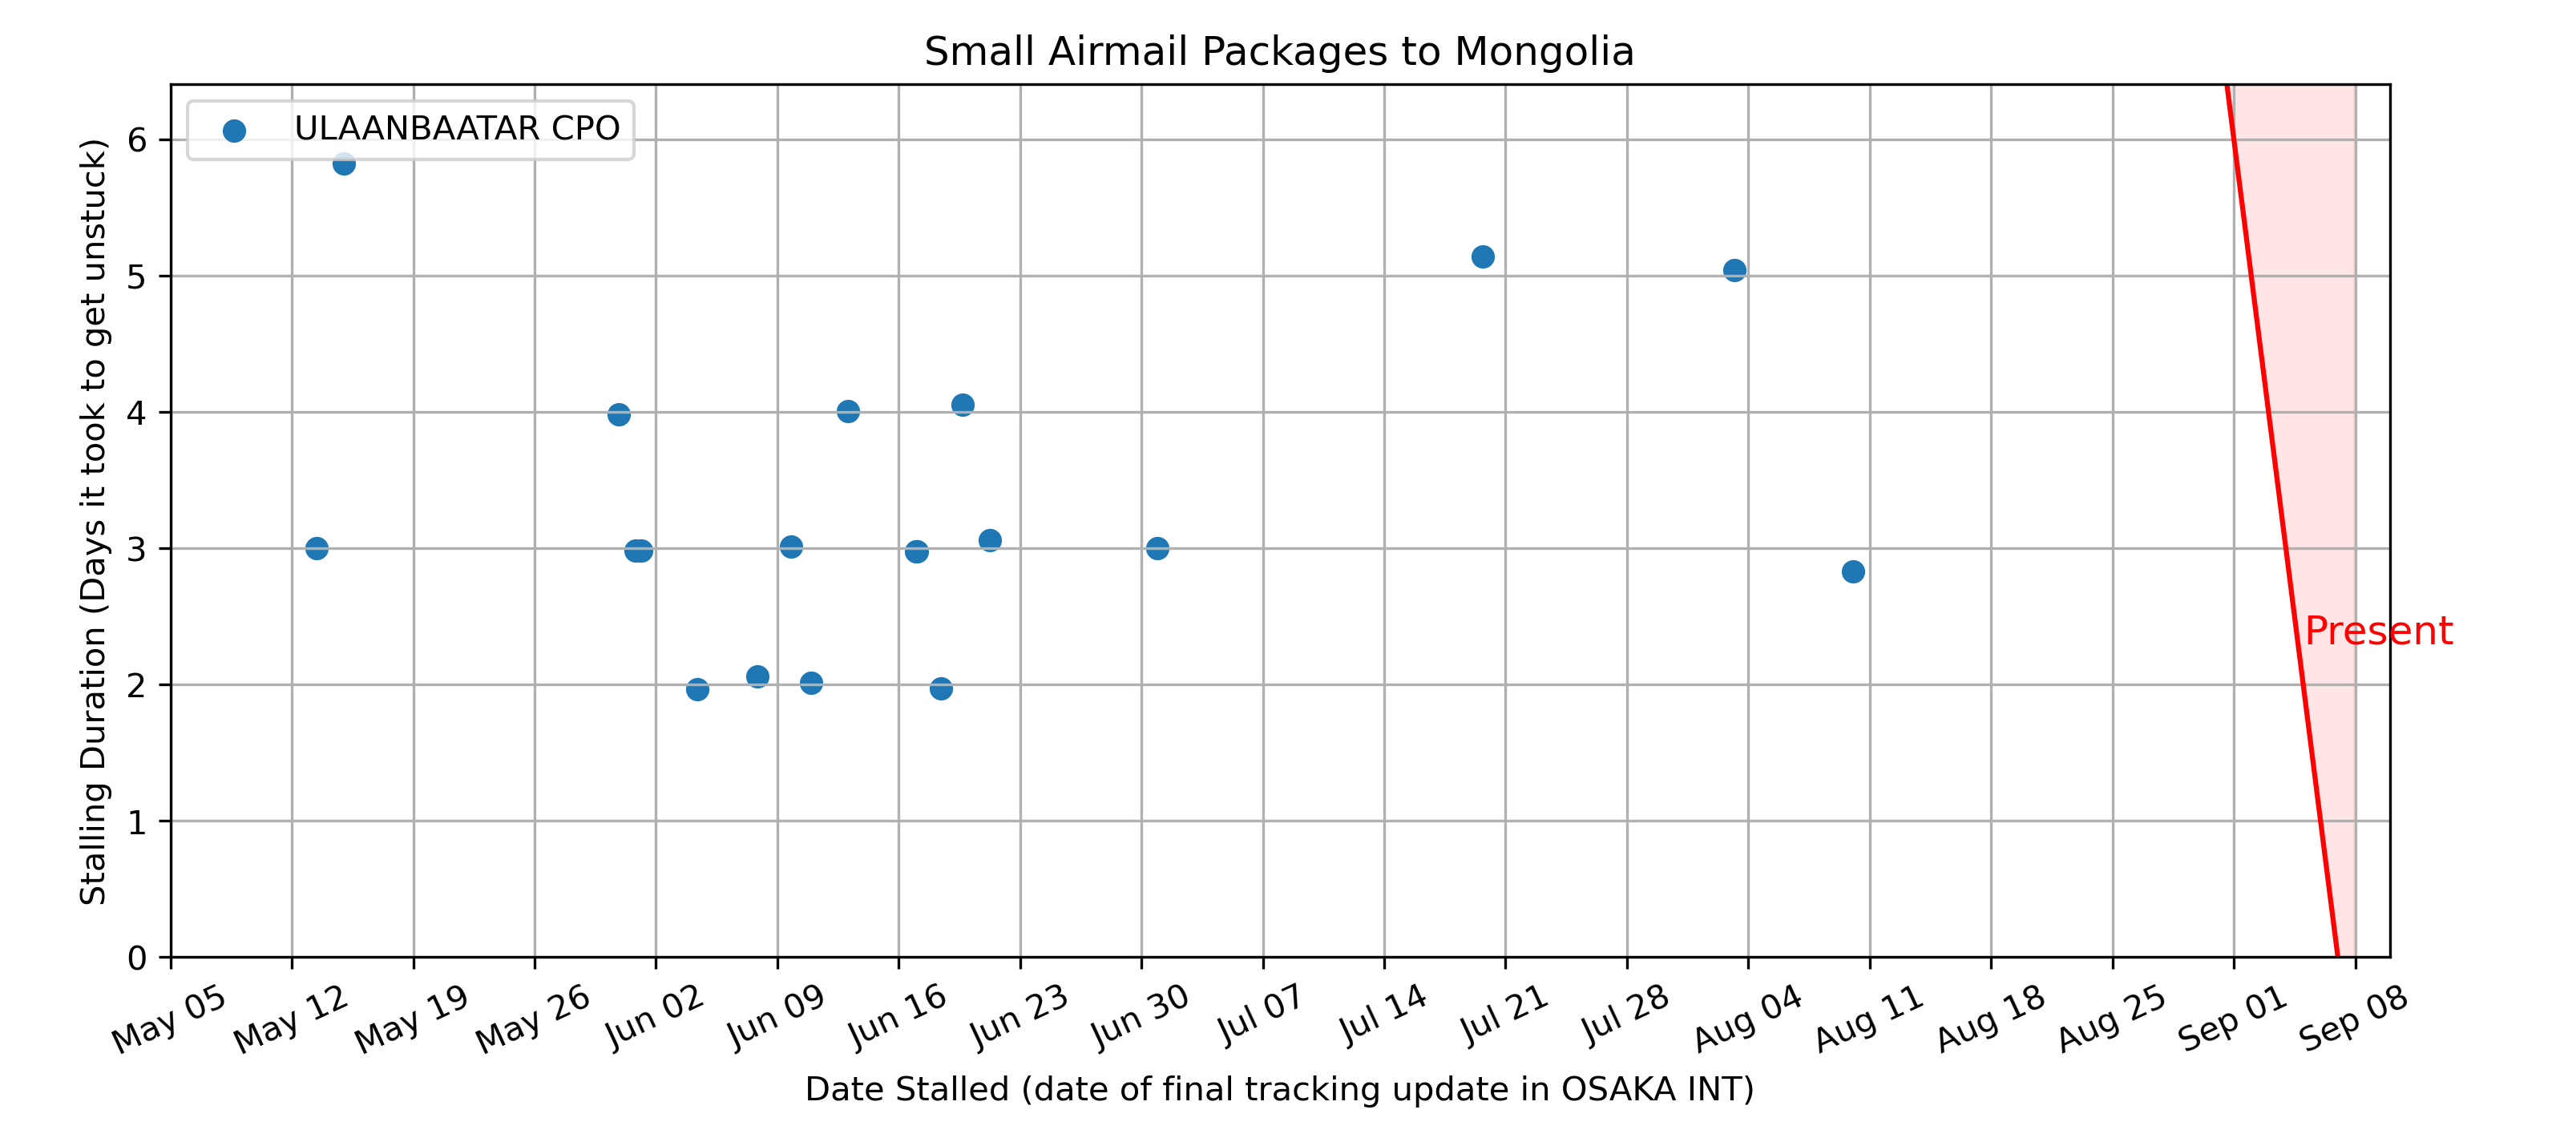 Small Airmail Packages to Mongolia
ULAANBAATAR CPO
Stalling Duration (Days it took to get unstuck)
6
5
4
3
2
1
0
Present
May 05
May 12
May 19
May 26
Jun 02
Jun 09
Jun 16
Jun 23
Jun 30
Jul 07
Jul 14
Jul 21
Jul 28
Aug 04
Aug 11
Aug 18
Aug 25
Sep 01
Sep 08
Date Stalled (date of final tracking update in OSAKA INT)